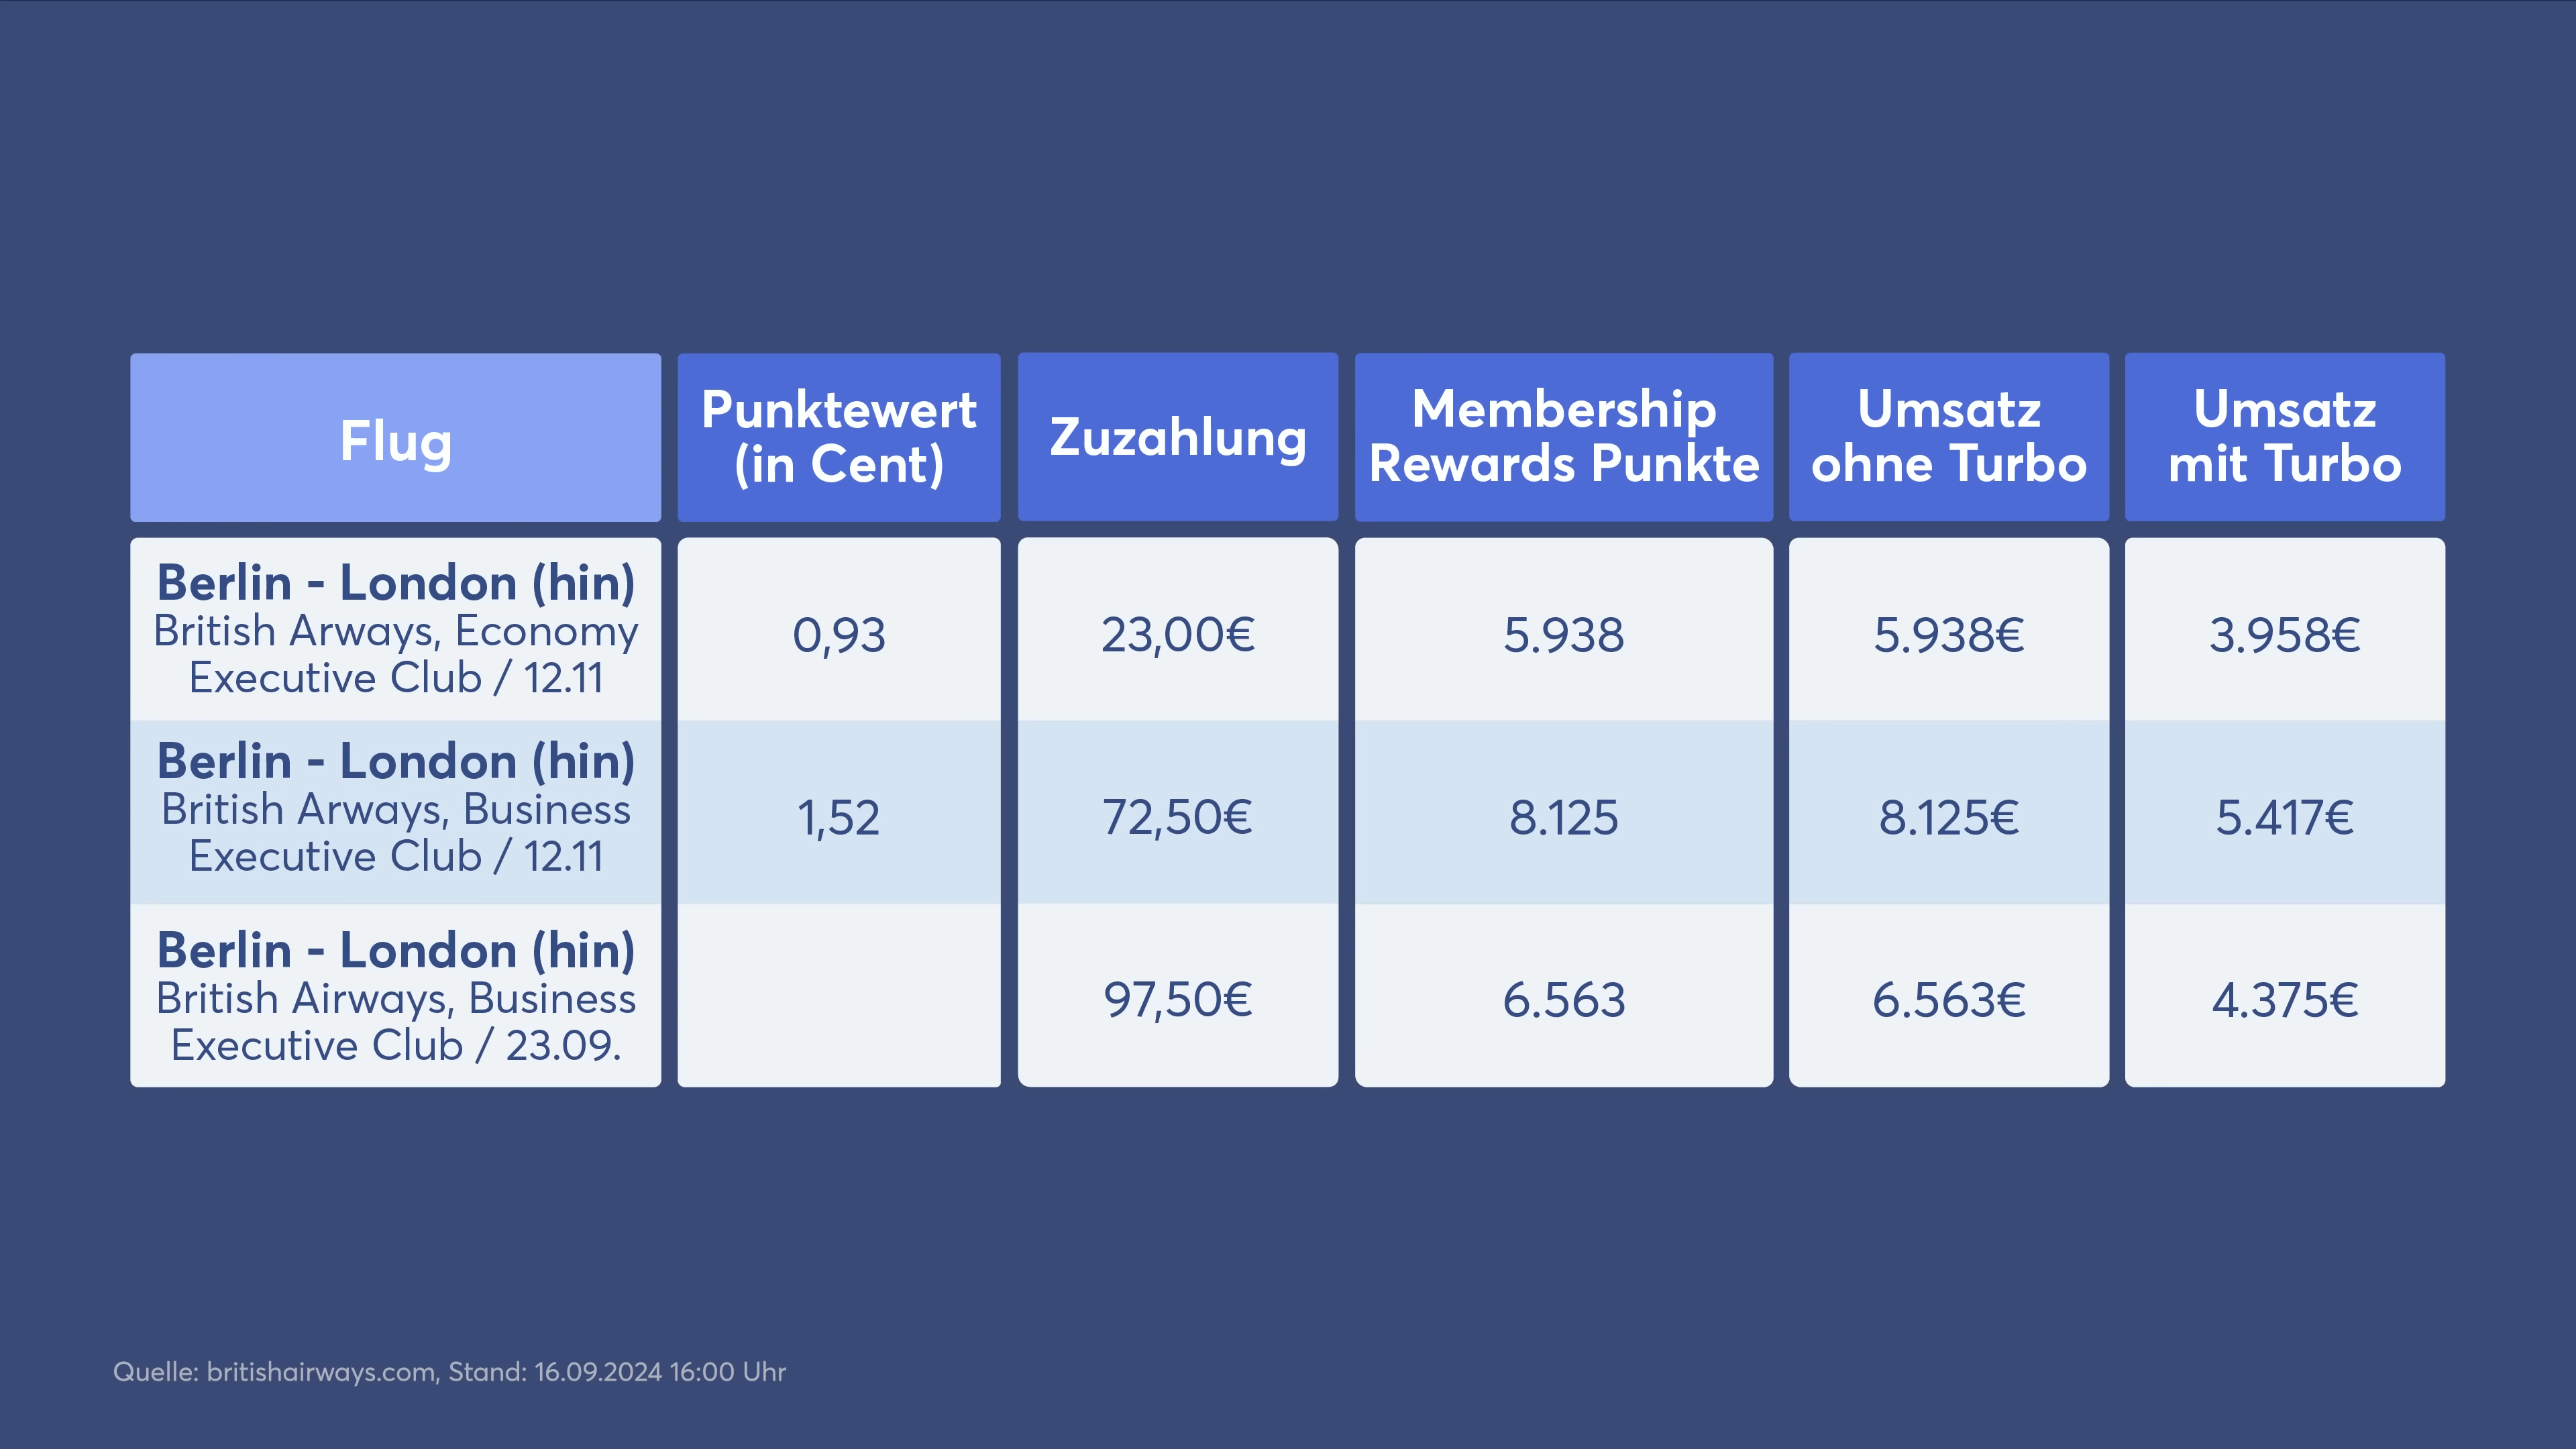 Flug
Punktewert
(in Cent)
Zuzahlung
Membership
Rewards Punkte
Umsatz
ohne Turbo
Umsatz
mit Turbo
Berlin - London (hin)
British Arways, Economy
Executive Club / 12.11
0,93
23,00€
5.938
5.938€
3.958€
Berlin - London (hin)
British Arways, Business
Executive Club / 12.11
1,52
72,50€
8.125
8.125€
5.417€
Berlin - London (hin)
British Airways, Business
Executive Club / 23.09.
97,50€
6.563
6.563€
4.375€
Quelle: britishairways.com, Stand: 16.09.2024 16:00 Uhr